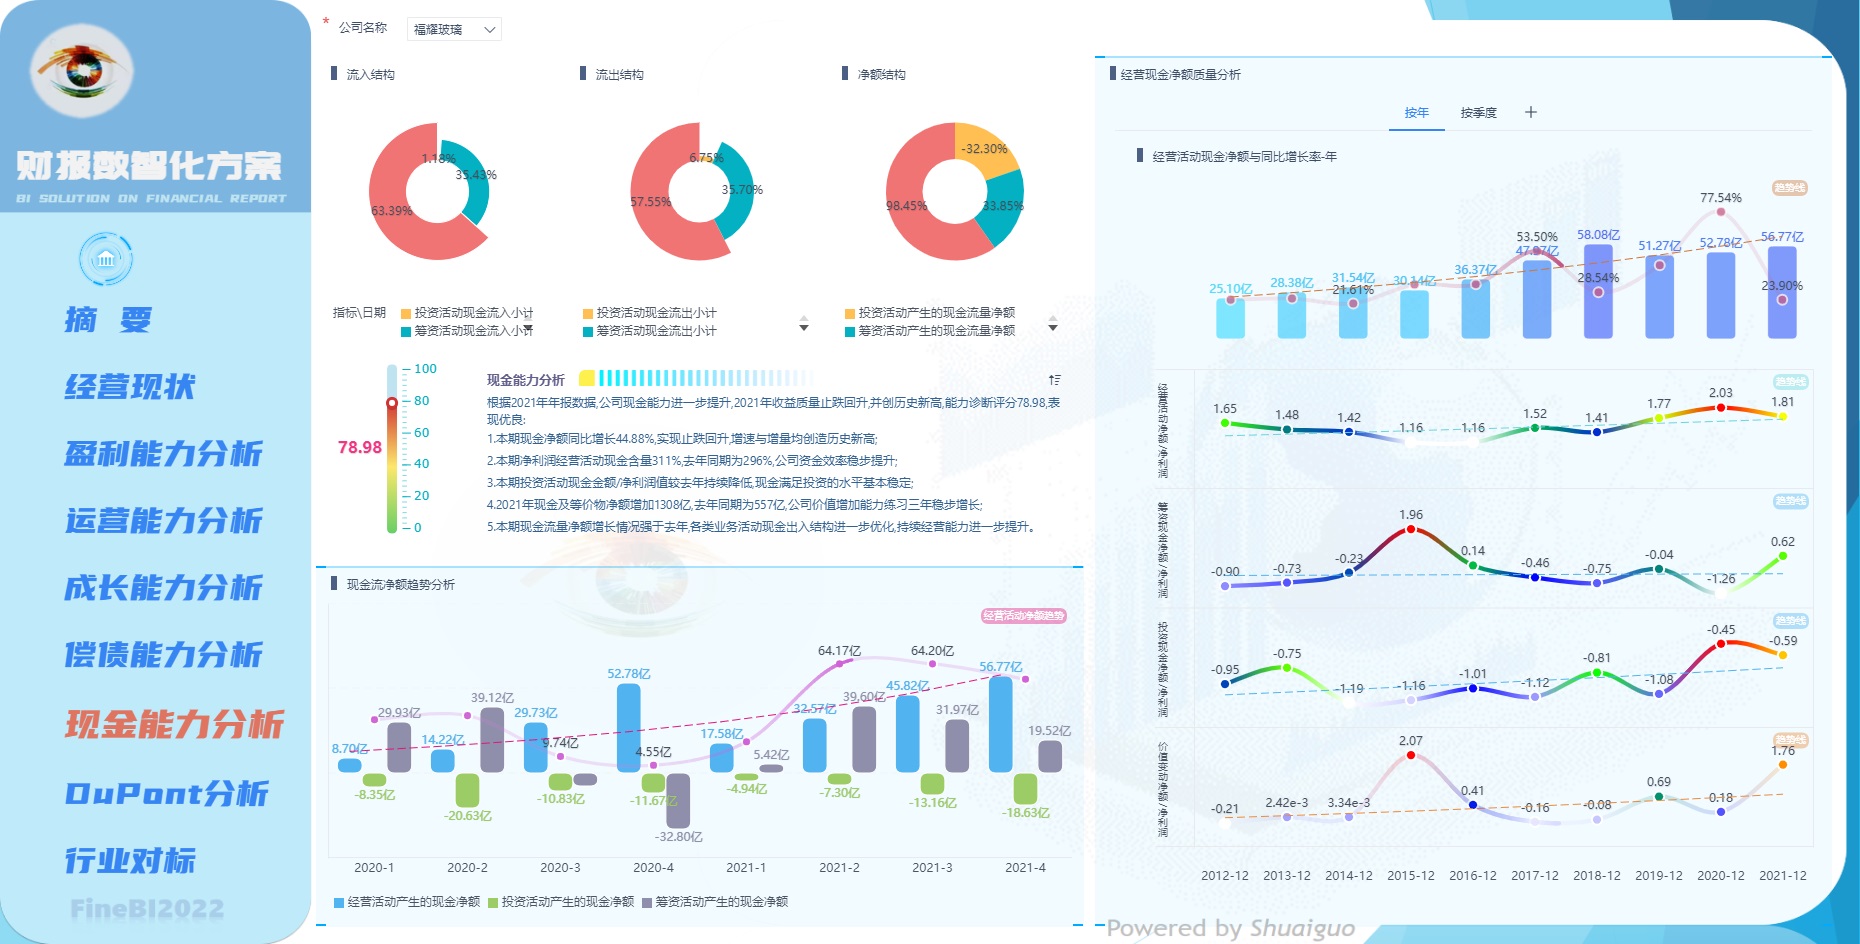 财报数智化方案
BI SOLUTION ON FINANCIAL REPORT
摘 要
经营现状
盈利能力分析
运营能力分析
成长能力分析
偿债能力分析
现金能力分析
DuPont分析
行业对标
FineBI2022
* 公司名称 福耀玻璃
流入结构
1.18%
35.43%
63.39%
指标\日期
投资活动现金流入小计
筹资活动现金流入小计
流出结构
6.75%
35.70%
57.55%
投资活动现金流出小计
筹资活动现金流出小计
净额结构
-32.30%
98.45%
33.85%
投资活动产生的现金流量净额
筹资活动产生的现金流量净额
78.98
100
80
60
40
20
0
现金能力分析
根据2021年年报数据,公司现金能力进一步提升,2021年收益质量止跌回升,并创历史新高,能力诊断评分78.98,表
现优良:
1.本期现金净额同比增长44.88%,实现止跌回升,增速与增量均创造历史新高;
2.本期净利润经营活动现金含量311%,去年同期为296%,公司资金效率稳步提升;
3.本期投资活动现金金额/净利润值较去年持续降低,现金满足投资的水平基本稳定;
4.2021年现金及等价物净额增加1308亿,去年同期为557亿,公司价值增加能力练习三年稳步增长;
5.本期现金流量净额增长情况强于去年,各类业务活动现金出入结构进一步优化,持续经营能力进一步提升。
现金流净额趋势分析
经营活动净额趋势
8.70亿 14.22亿 29.73亿 52.78亿 17.58亿 32.57亿 45.82亿 56.77亿
-8.35亿 -20.63亿 -10.83亿 -11.67亿 -4.94亿 -7.30亿 -13.16亿 -18.63亿
29.93亿 39.12亿 -32.80亿 5.42亿 39.60亿 31.97亿 19.52亿
9.74亿 4.55亿 64.17亿 64.20亿
2020-1 2020-2 2020-3 2020-4 2021-1 2021-2 2021-3 2021-4
经营活动产生的现金净额 投资活动产生的现金净额 筹资活动产生的现金净额
经营现金净额质量分析
按年 按季度 +
经营活动现金净额与同比增长率-年
趋势线
25.10亿 28.38亿 31.54亿 30.14亿 36.37亿 58.08亿 51.27亿 52.78亿 56.77亿
21.61% 53.50% 28.54% 77.54% 23.90%
经营活动净额/净利润
趋势线
1.65 1.48 1.42 1.16 1.16 1.52 1.41 1.77 2.03 1.81
筹资现金净额/净利润
趋势线
-0.90 -0.73 -0.23 1.96 0.14 -0.46 -0.75 -0.04 -1.26 0.62
投资现金净额/净利润
趋势线
-0.95 -0.75 -1.19 -1.16 -1.01 -1.12 -0.81 -1.08 -0.45 -0.59
价值变动净额/净利润
趋势线
-0.21 2.42e-3 3.34e-3 2.07 0.41 -0.16 -0.08 0.69 0.18 1.76
2012-12 2013-12 2014-12 2015-12 2016-12 2017-12 2018-12 2019-12 2020-12 2021-12
Powered by Shuaiguo